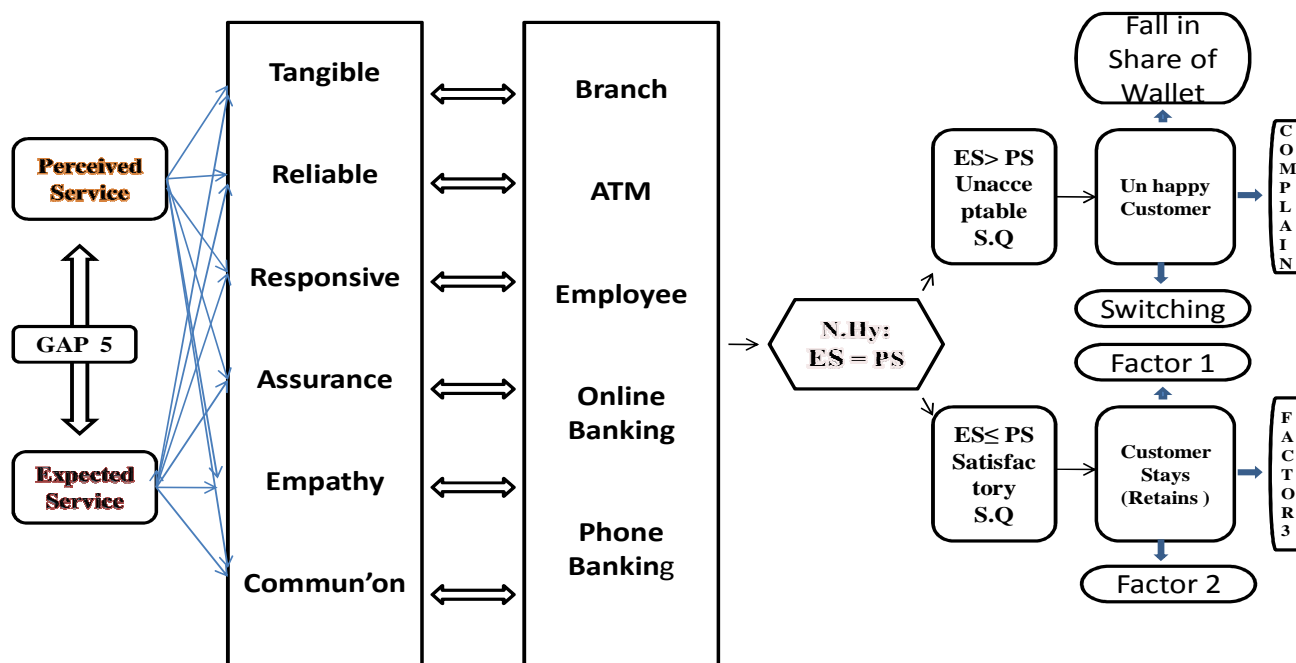 Perceived
Service
GAP 5
Expected
Service
Tangible
Reliable
Responsive
Assurance
Empathy
Commun’on
Branch
ATM
Employee
Online
Banking
Phone
Banking
N.Hy:
ES = PS
ES> PS
Unacce
ptable
S.Q
Un happy
Customer
Fall in
Share of
Wallet
C
O
M
P
L
A
I
N
Switching
ES≤ PS
Satisfac
tory
S.Q
Customer
Stays
(Retains )
Factor 1
F
A
C
T
O
R
3
Factor 2